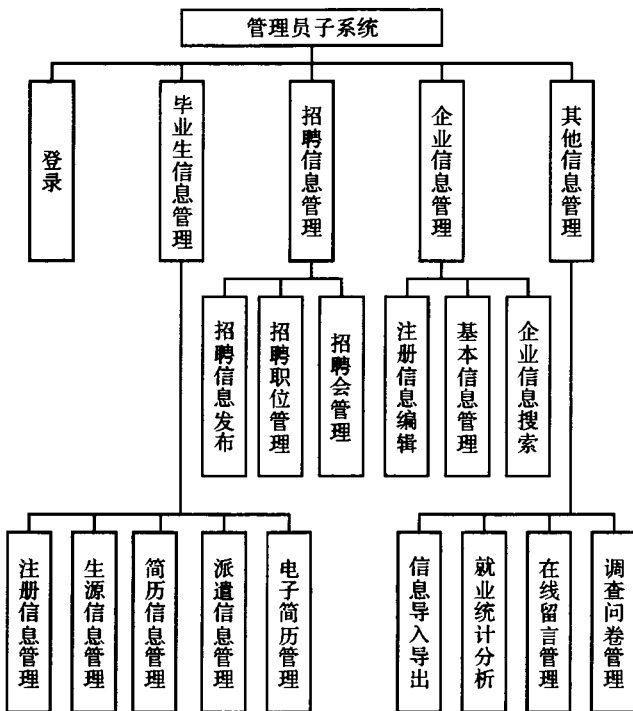 管理员子系统
登录
毕业生信息管理
招聘信息管理
企业信息管理
其他信息管理
招聘信息发布
招聘职位管理
招聘会管理
注册信息编辑
基本信息管理
企业信息搜索
注册信息管理
生源信息管理
简历信息管理
派遣信息管理
电子简历管理
信息导入导出
就业统计分析
在线留言管理
调查问卷管理